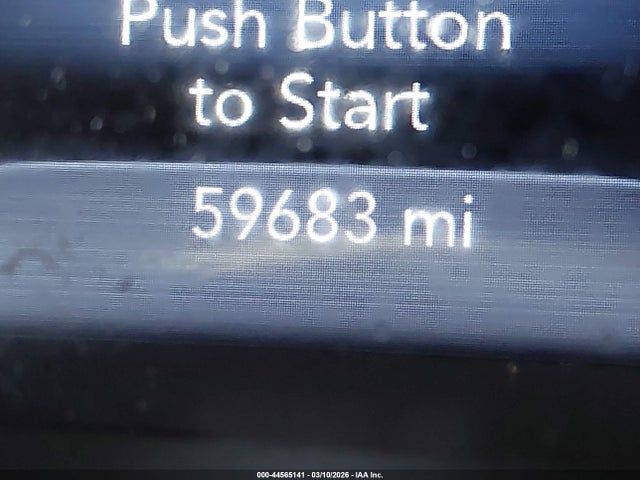 Push Button
to Start
59683 mi
000-44565141 - 03/10/2026 - IAA Inc.